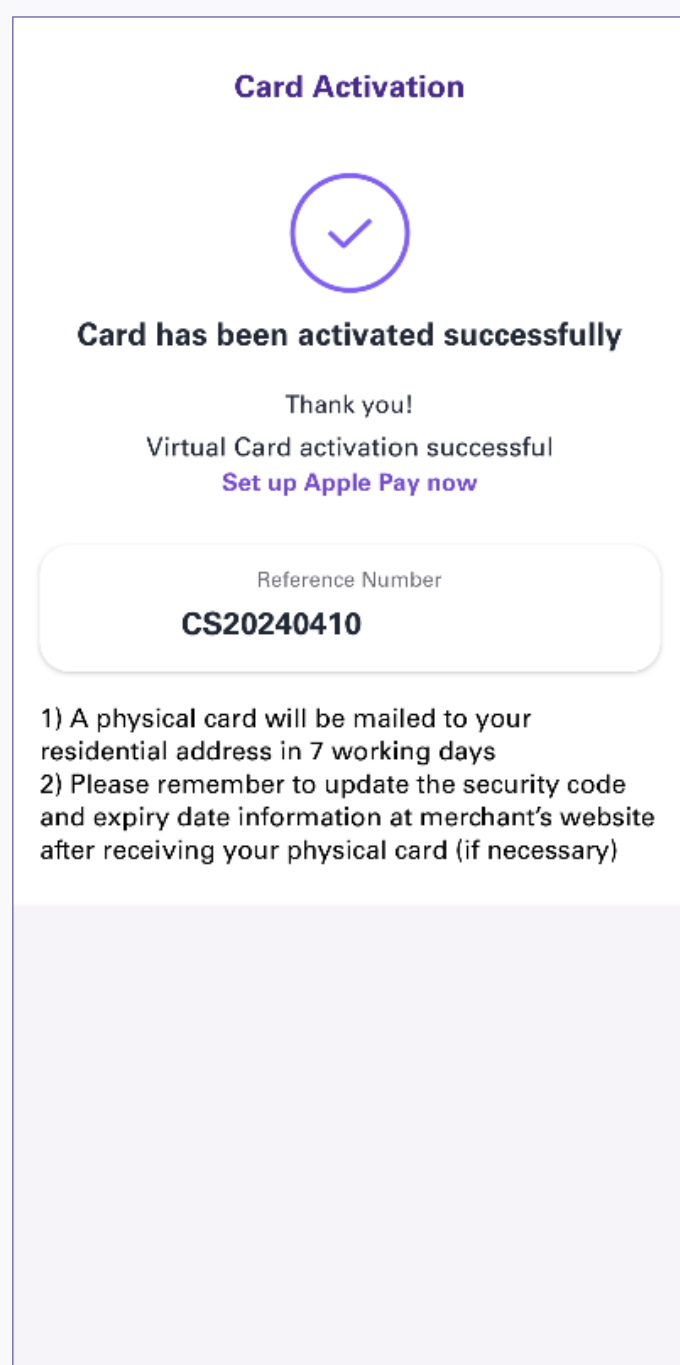 Card Activation
Card has been activated successfully
Thank you!
Virtual Card activation successful
Set up Apple Pay now
Reference Number
CS20240410
1) A physical card will be mailed to your
residential address in 7 working days
2) Please remember to update the security code
and expiry date information at merchant’s website
after receiving your physical card (if necessary)